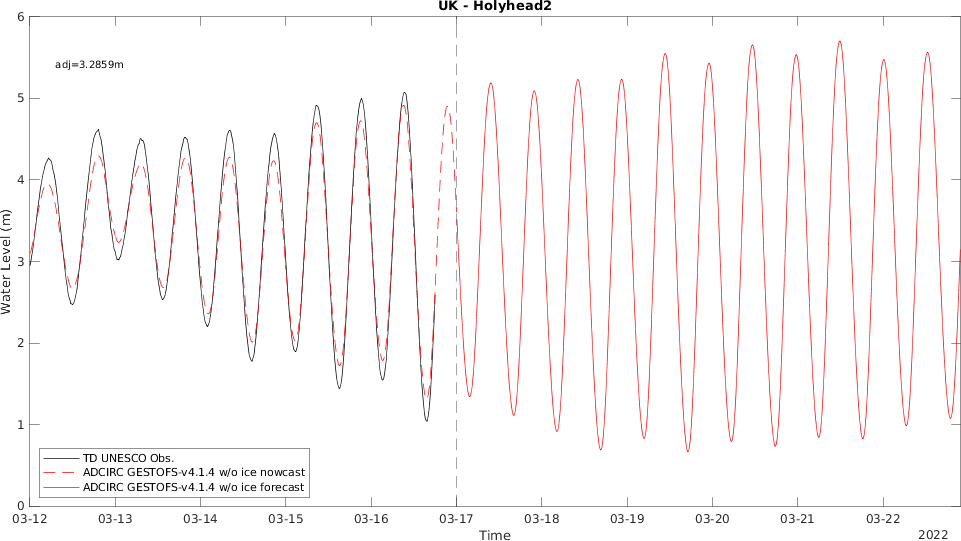 UK - Holyhead2
adj=3.2859m
Water Level (m)
6
5
4
3
2
1
0
TD UNESCO Obs.
ADCIRC GESTOFS-v4.1.4 w/o ice nowcast
ADCIRC GESTOFS-v4.1.4 w/o ice forecast
03-12 03-13 03-14 03-15 03-16 03-17 03-18 03-19 03-20 03-21 03-22
Time
2022